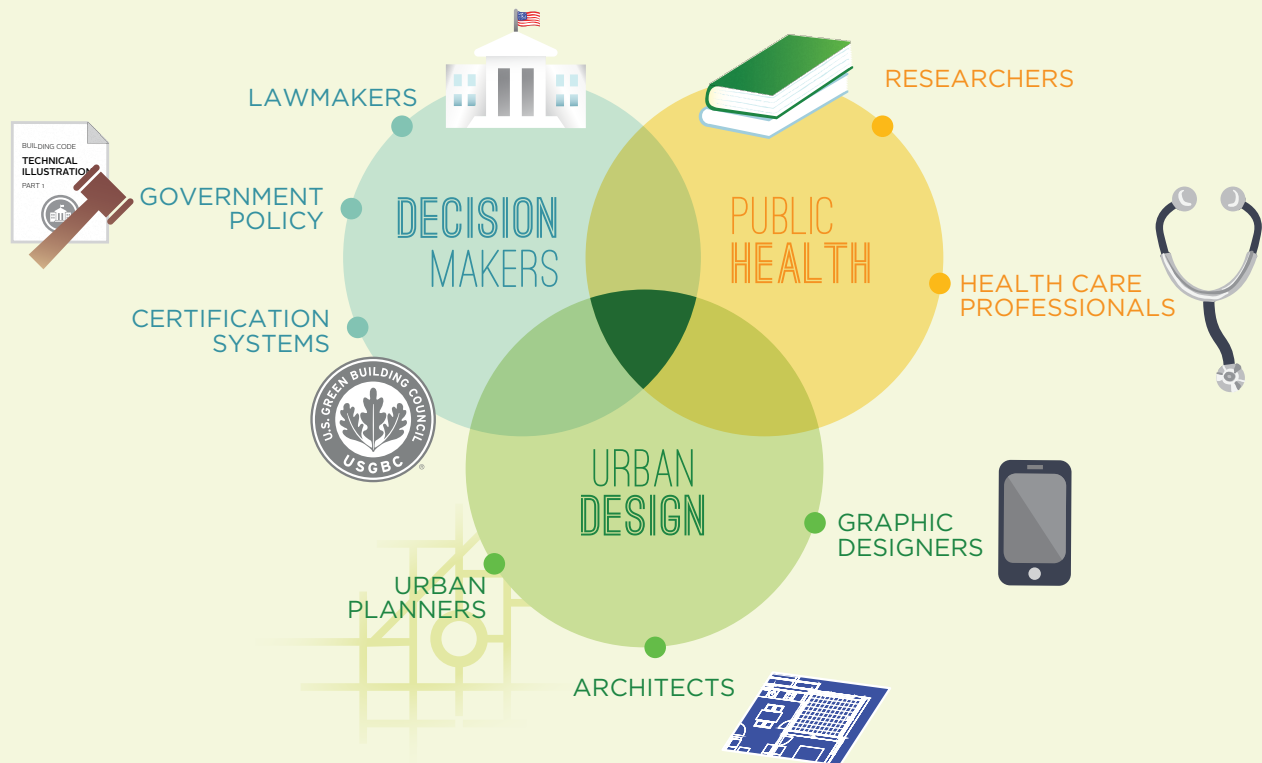 LAWMAKERS
RESEARCHERS
BUILDING CODE
TECHNICAL
ILLUSTRATION
PART 1
GOVERNMENT
POLICY
DECISION
MAKERS
PUBLIC
HEALTH
HEALTH CARE
PROFESSIONALS
CERTIFICATION
SYSTEMS
U.S. GREEN BUILDING COUNCIL
USGBC
®
URBAN
DESIGN
GRAPHIC
DESIGNERS
URBAN
PLANNERS
ARCHITECTS